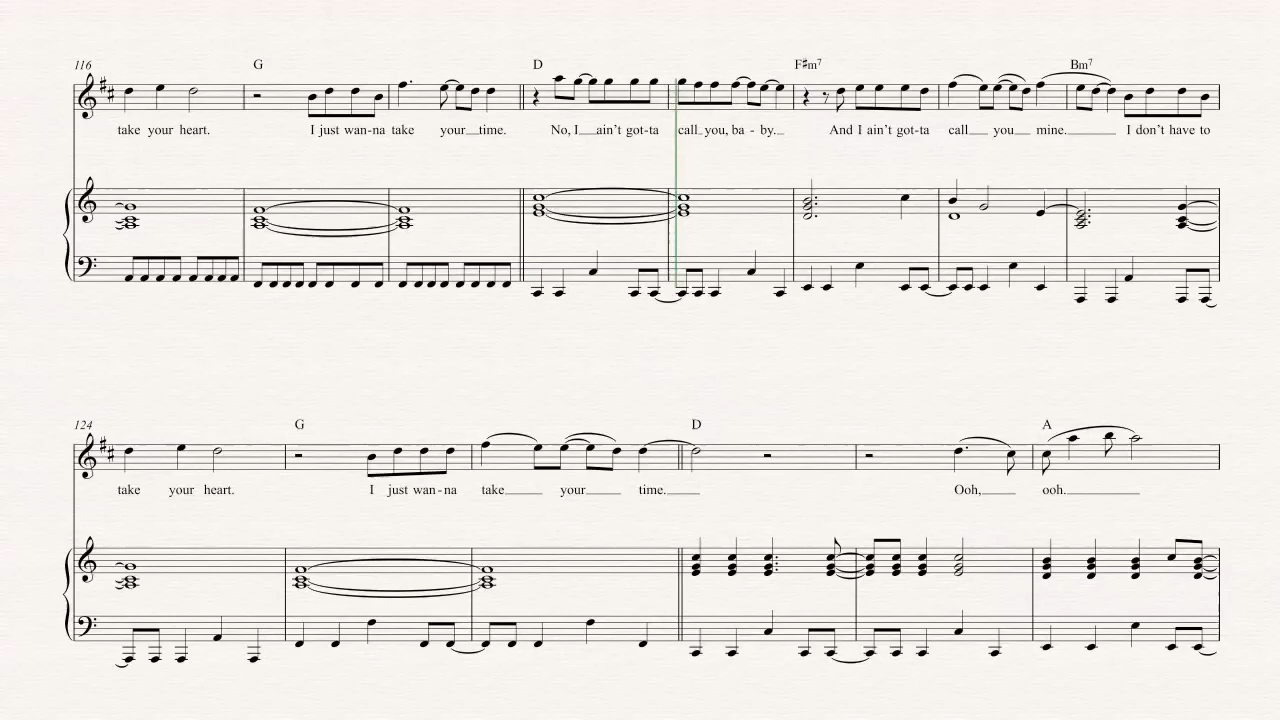 116 G D F♯m7 Bm7
take your heart. I just wan-na take your time. No, I ain't got-ta call you, ba - by. And I ain't got-ta call you mine. I don't have to
124 G D A
take your heart. I just wan-na take your time. Ooh, ooh.